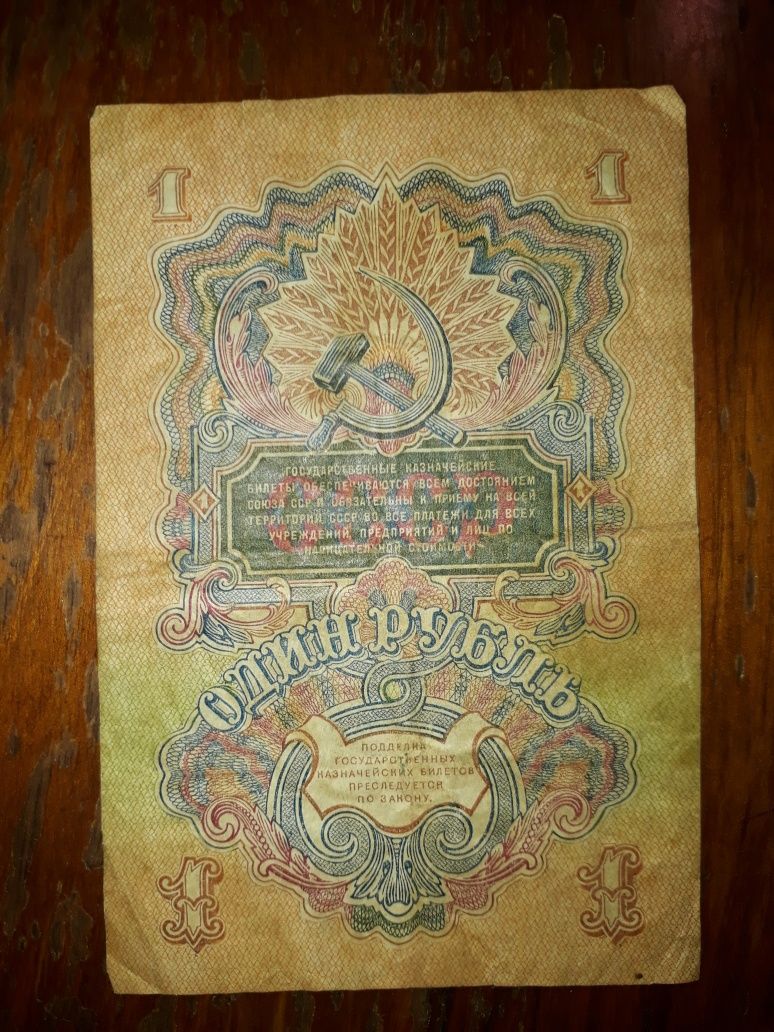 1 1
ГОСУДАРСТВЕННЫЕ КАЗНАЧЕЙСКИЕ
БИЛЕТЫ ОБЕСПЕЧИВАЮТСЯ ВСЕМ ДОСТОЯНИЕМ
СОЮЗА ССР И ОБЯЗАТЕЛЬНЫ К ПРИЕМУ НА ВСЕЙ
ТЕРРИТОРИИ СССР ВО ВСЕ ПЛАТЕЖИ ДЛЯ ВСЕХ
УЧРЕЖДЕНИЙ, ПРЕДПРИЯТИЙ И ЛИЦ ПО
НАРИЦАТЕЛЬНОЙ СТОИМОСТИ
СССР
ОДИН РУБЛЬ
ПОДДЕЛКА
ГОСУДАРСТВЕННЫХ
КАЗНАЧЕЙСКИХ БИЛЕТОВ
ПРЕСЛЕДУЕТСЯ
ПО ЗАКОНУ.
1 1